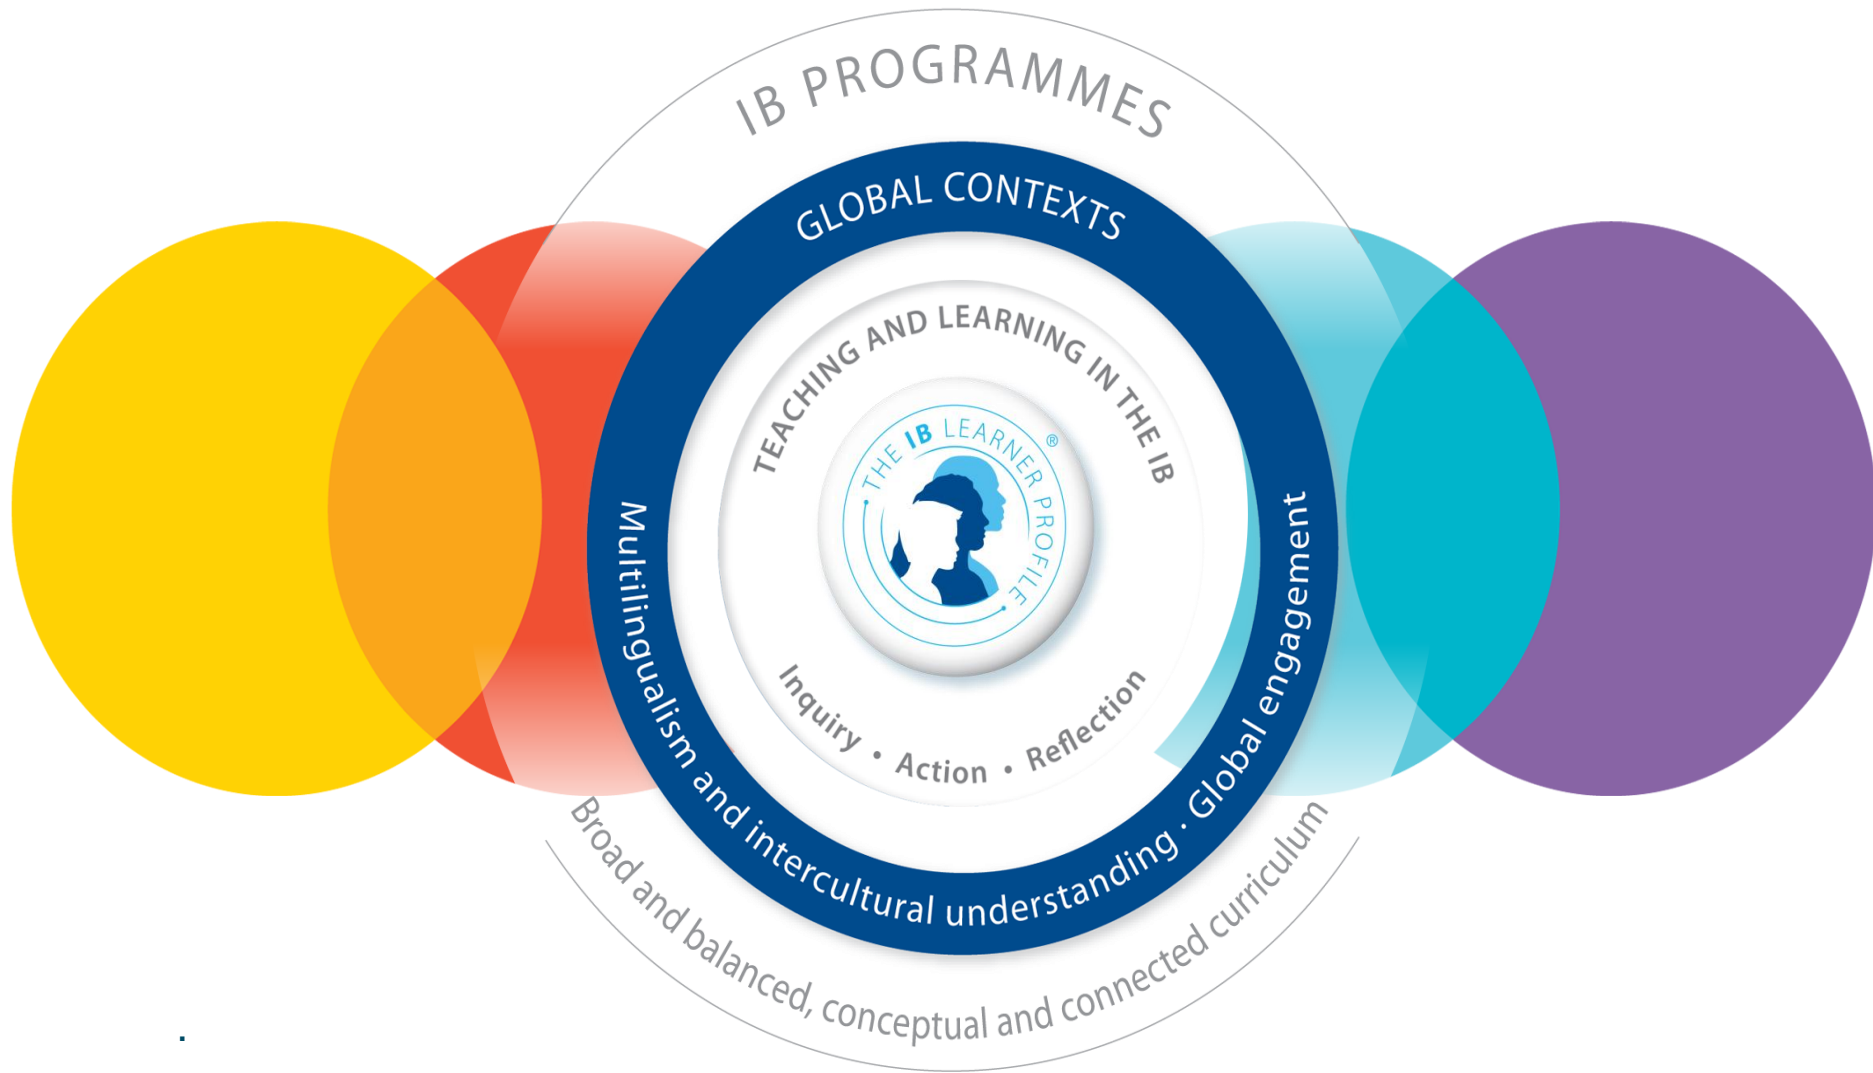 IB PROGRAMMES
GLOBAL CONTEXTS
TEACHING AND LEARNING IN THE IB
THE IB LEARNER PROFILE ®
Inquiry • Action • Reflection
Multilingualism and intercultural understanding · Global engagement
Broad and balanced, conceptual and connected curriculum
.